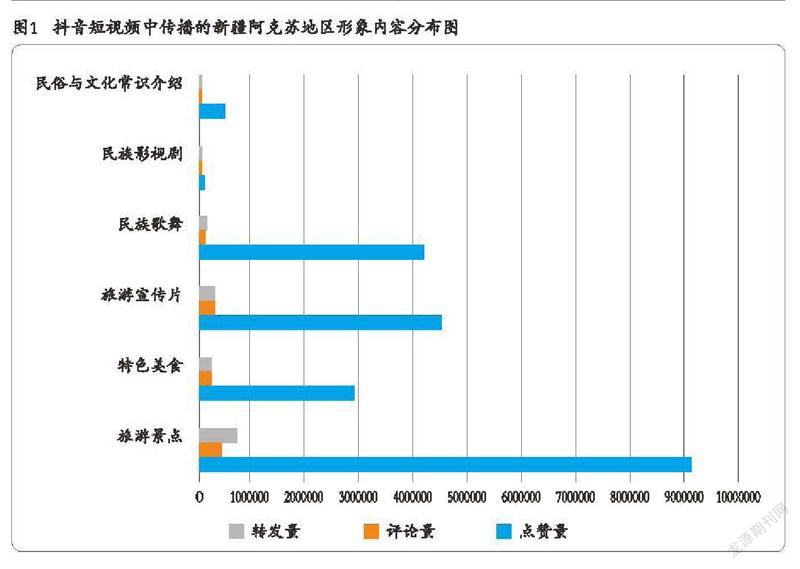 图1 抖音短视频中传播的新疆阿克苏地区形象内容分布图
民俗与文化常识介绍
民族影视剧
民族歌舞
旅游宣传片
特色美食
旅游景点
0 1000000 2000000 3000000 4000000 5000000 6000000 7000000 8000000 9000000 10000000
转发量 评论量 点赞量
龙源期刊网